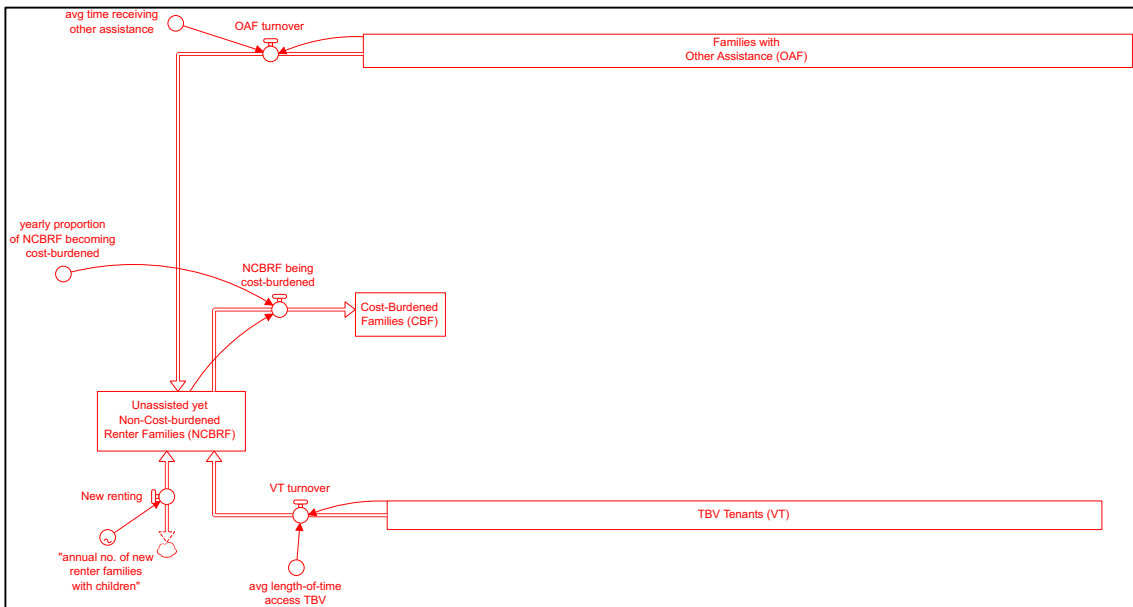 avg time receiving
other assistance
OAF turnover
Families with
Other Assistance (OAF)
yearly proportion
of NCBRF becoming
cost-burdened
NCBRF being
cost-burdened
Cost-Burdened
Families (CBF)
Unassisted yet
Non-Cost-burdened
Renter Families (NCBRF)
New renting
VT turnover
TBV Tenants (VT)
"annual no. of new
renter families
with children"
avg length-of-time
access TBV